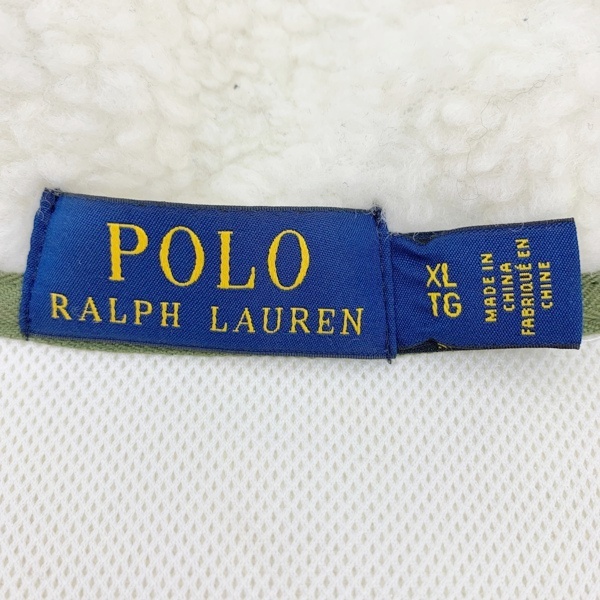 POLO
RALPH LAUREN
XL
TG
MADE IN
CHINA
FABRIQUÉ EN
CHINE